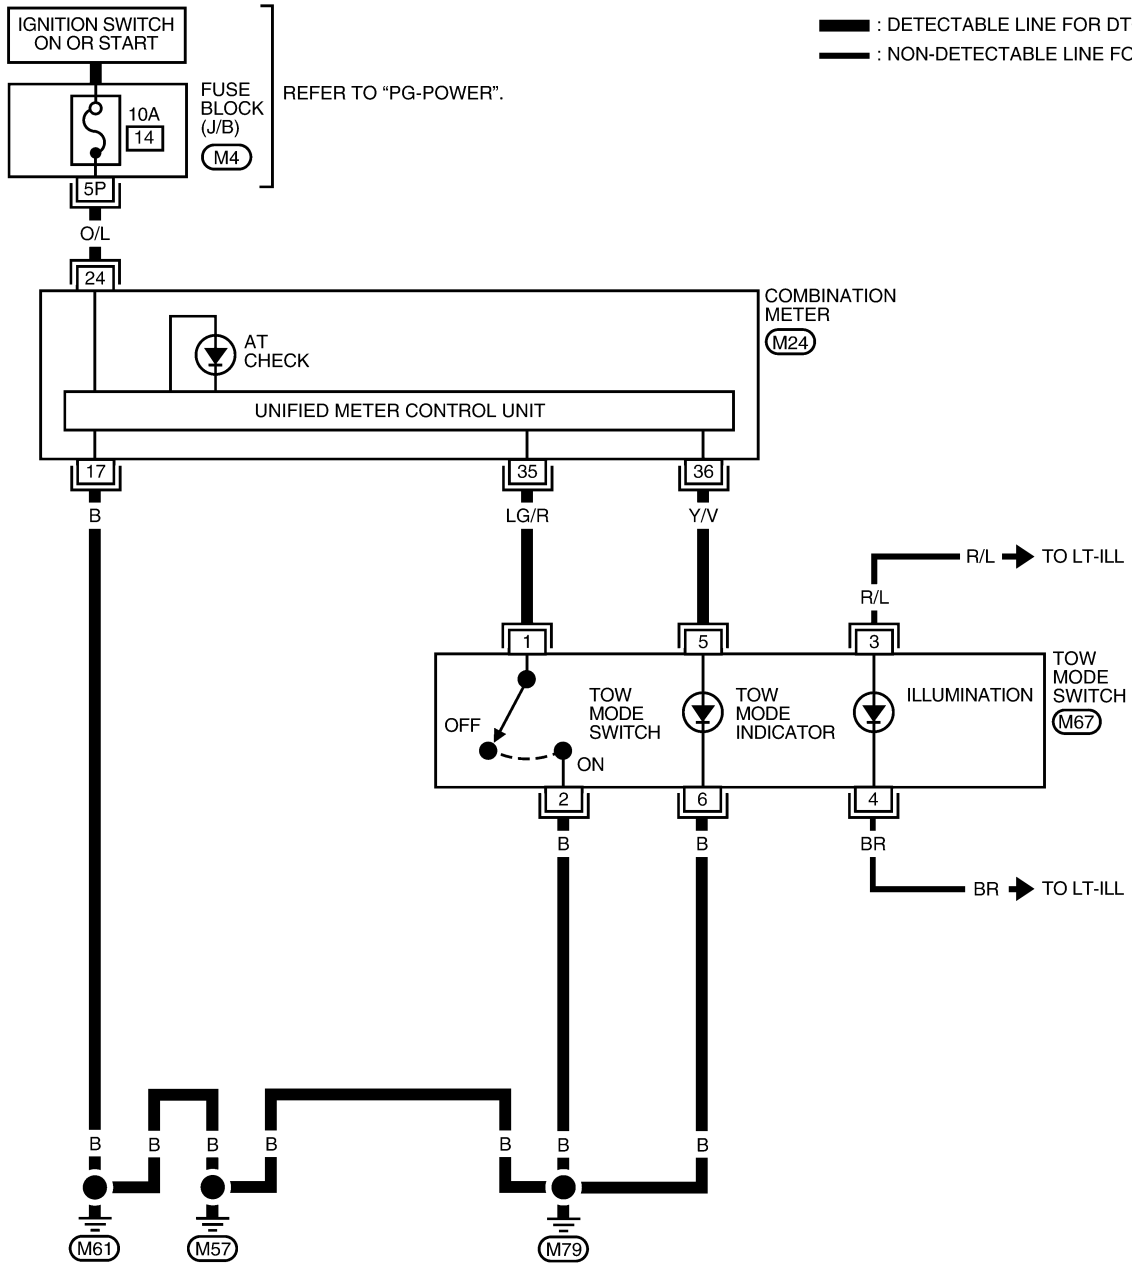 IGNITION SWITCH
ON OR START
: DETECTABLE LINE FOR DT
: NON-DETECTABLE LINE FO
FUSE
BLOCK
(J/B)
M4
REFER TO “PG-POWER”.
10A
14
5P
O/L
24
COMBINATION
METER
M24
AT
CHECK
UNIFIED METER CONTROL UNIT
17
35
36
B
LG/R
Y/V
R/L
TO LT-ILL
R/L
1
5
3
TOW
MODE
SWITCH
M67
OFF
TOW
MODE
SWITCH
TOW
MODE
INDICATOR
ILLUMINATION
ON
2
6
4
B
B
BR
BR
TO LT-ILL
B
B
B
B
B
B
B
M61
M57
M79